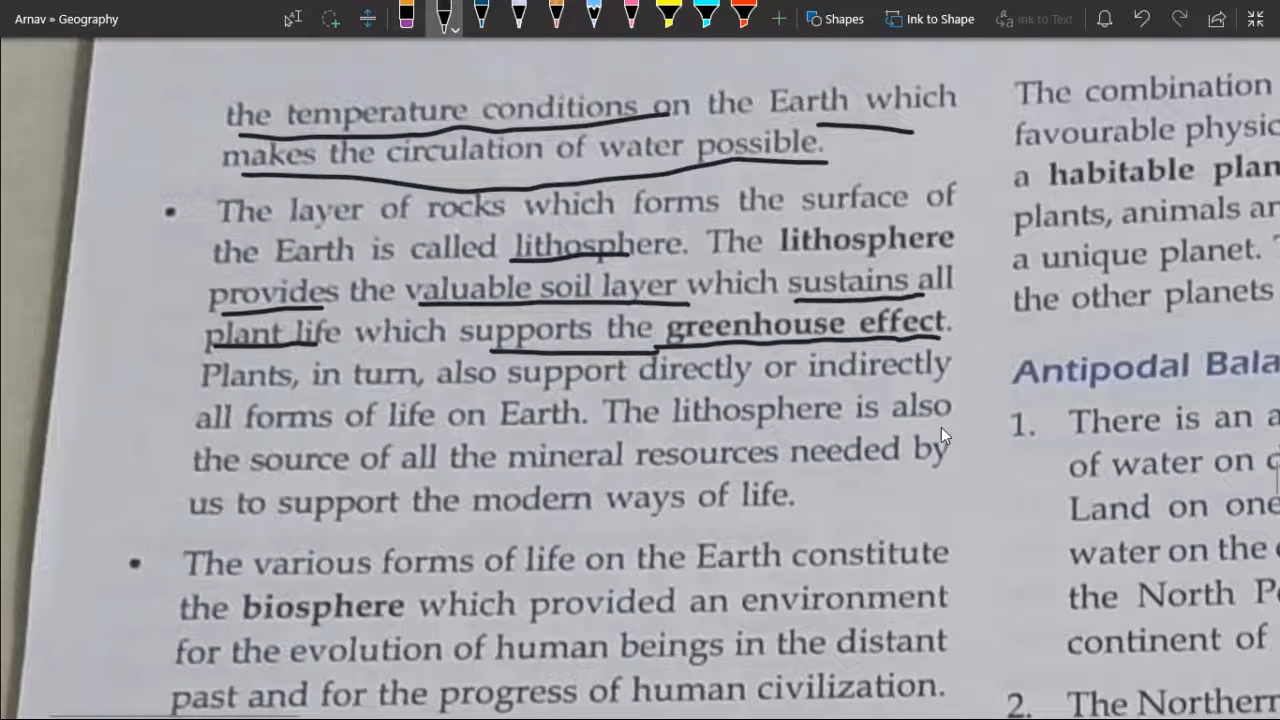 Arnav » Geography
Shapes
Ink to Shape
Ink to Text
the temperature conditions on the Earth which
makes the circulation of water possible.
• The layer of rocks which forms the surface of
the Earth is called lithosphere. The lithosphere
provides the valuable soil layer which sustains all
plant life which supports the greenhouse effect.
Plants, in turn, also support directly or indirectly
all forms of life on Earth. The lithosphere is also
the source of all the mineral resources needed by
us to support the modern ways of life.
• The various forms of life on the Earth constitute
the biosphere which provided an environment
for the evolution of human beings in the distant
past and for the progress of human civilization.
The combination
favourable physic
a habitable plan
plants, animals an
a unique planet.
the other planets
Antipodal Bala
1. There is an a
of water on
Land on one
water on the
the North P
continent of
2. The Northern